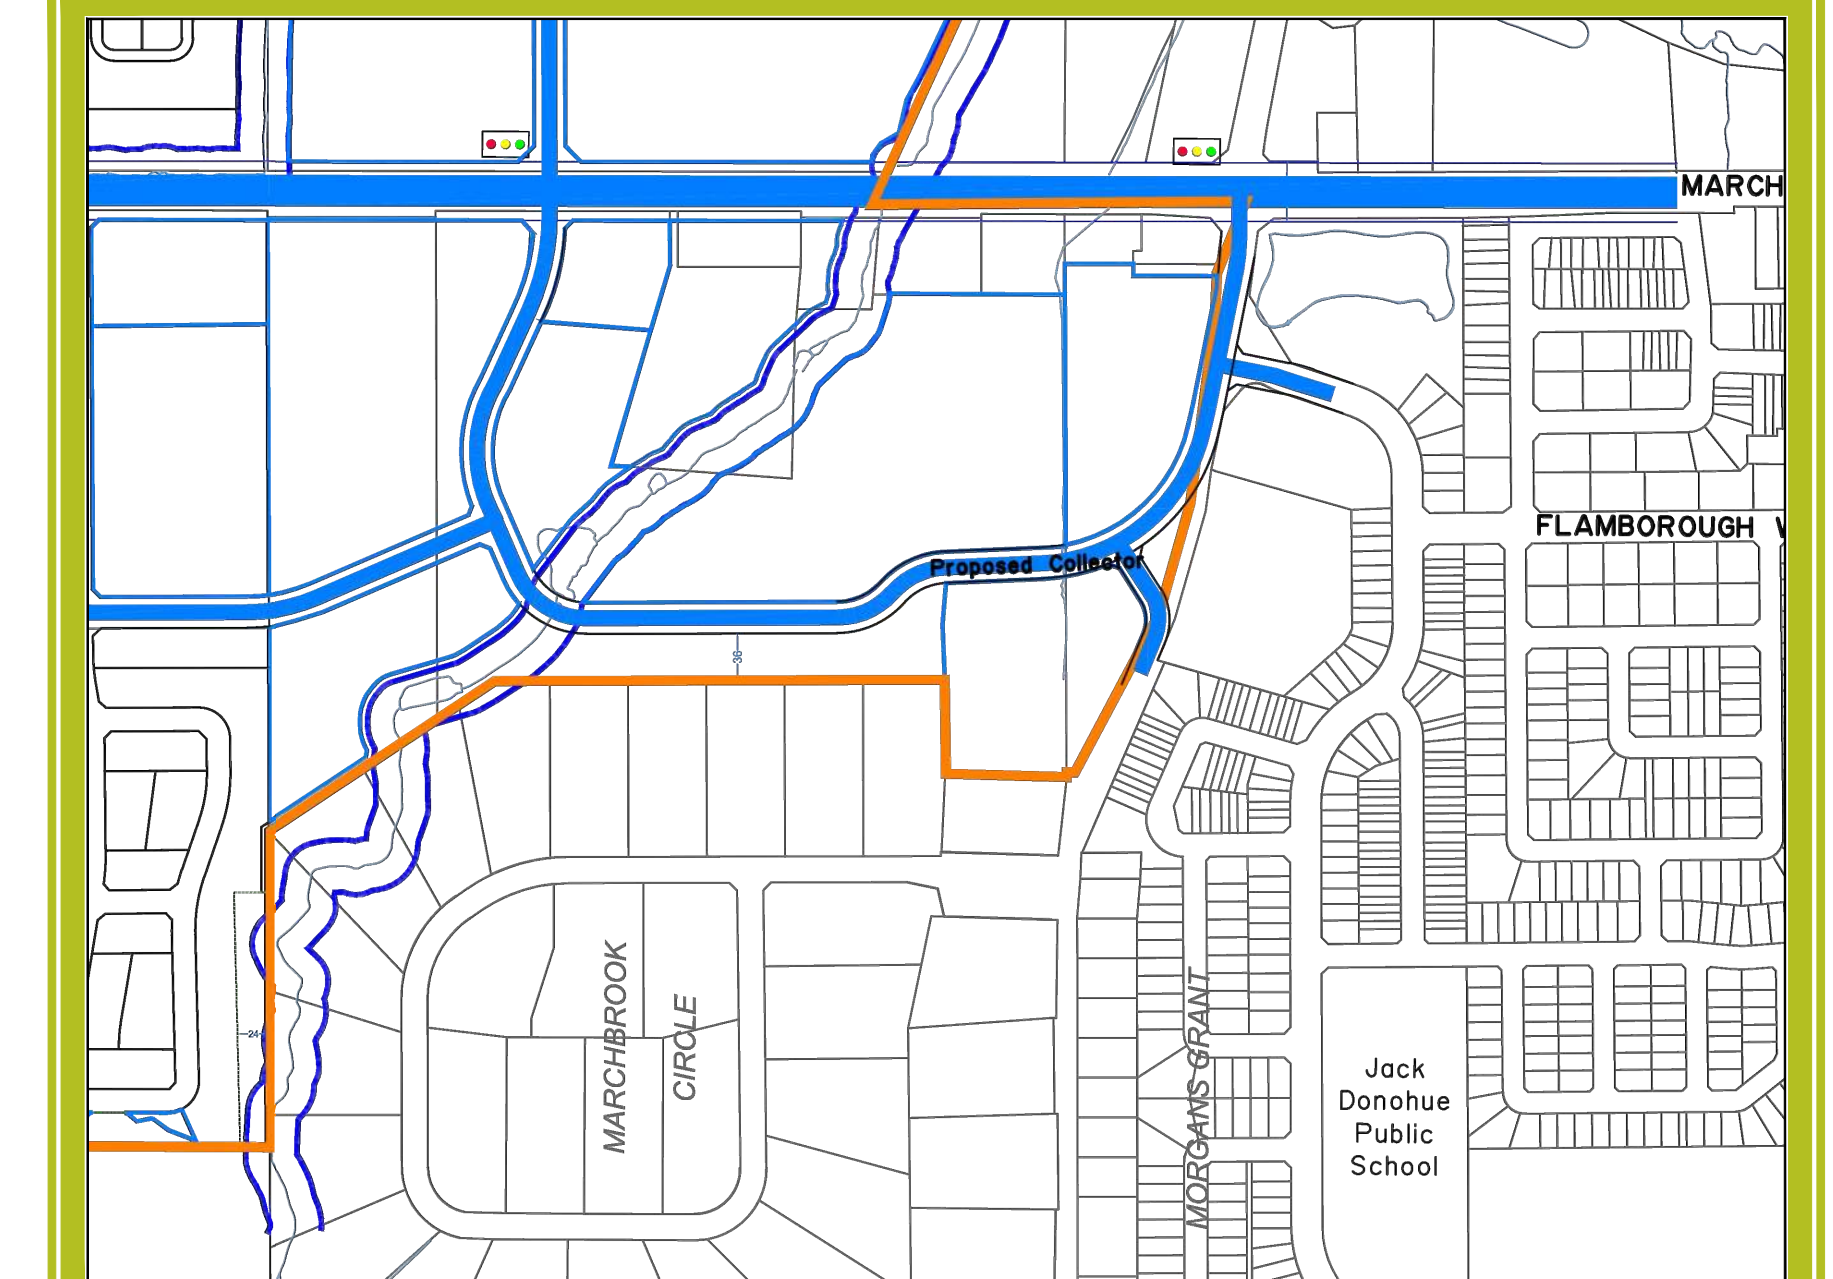 MARCH
FLAMBOROUGH
Proposed Collector
36
24
MARCHBROOK
CIRCLE
MORGANS GRANT
Jack
Donohue
Public
School